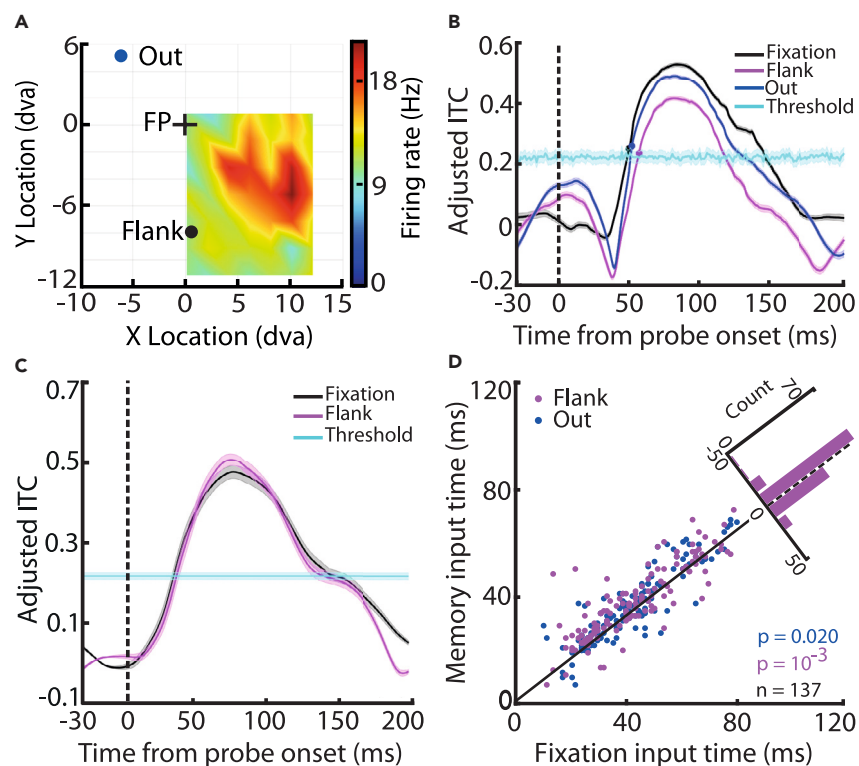 A
6
0
-6
-12
-10
-5
0
5
10
15
Y Location (dva)
X Location (dva)
Out
FP
Flank
18
9
0
Firing rate (Hz)
B
0.6
0.4
0.2
0
-0.2
-30
0
50
100
150
200
Adjusted ITC
Time from probe onset (ms)
Fixation
Flank
Out
Threshold
C
0.7
0.5
0.3
0.1
-0.1
-30
0
50
100
150
200
Adjusted ITC
Time from probe onset (ms)
Fixation
Flank
Threshold
D
120
80
40
0
0
40
80
120
Memory input time (ms)
Fixation input time (ms)
Flank
Out
Count
0
70
-50
0
50
p = 0.020
p = 10-3
n = 137